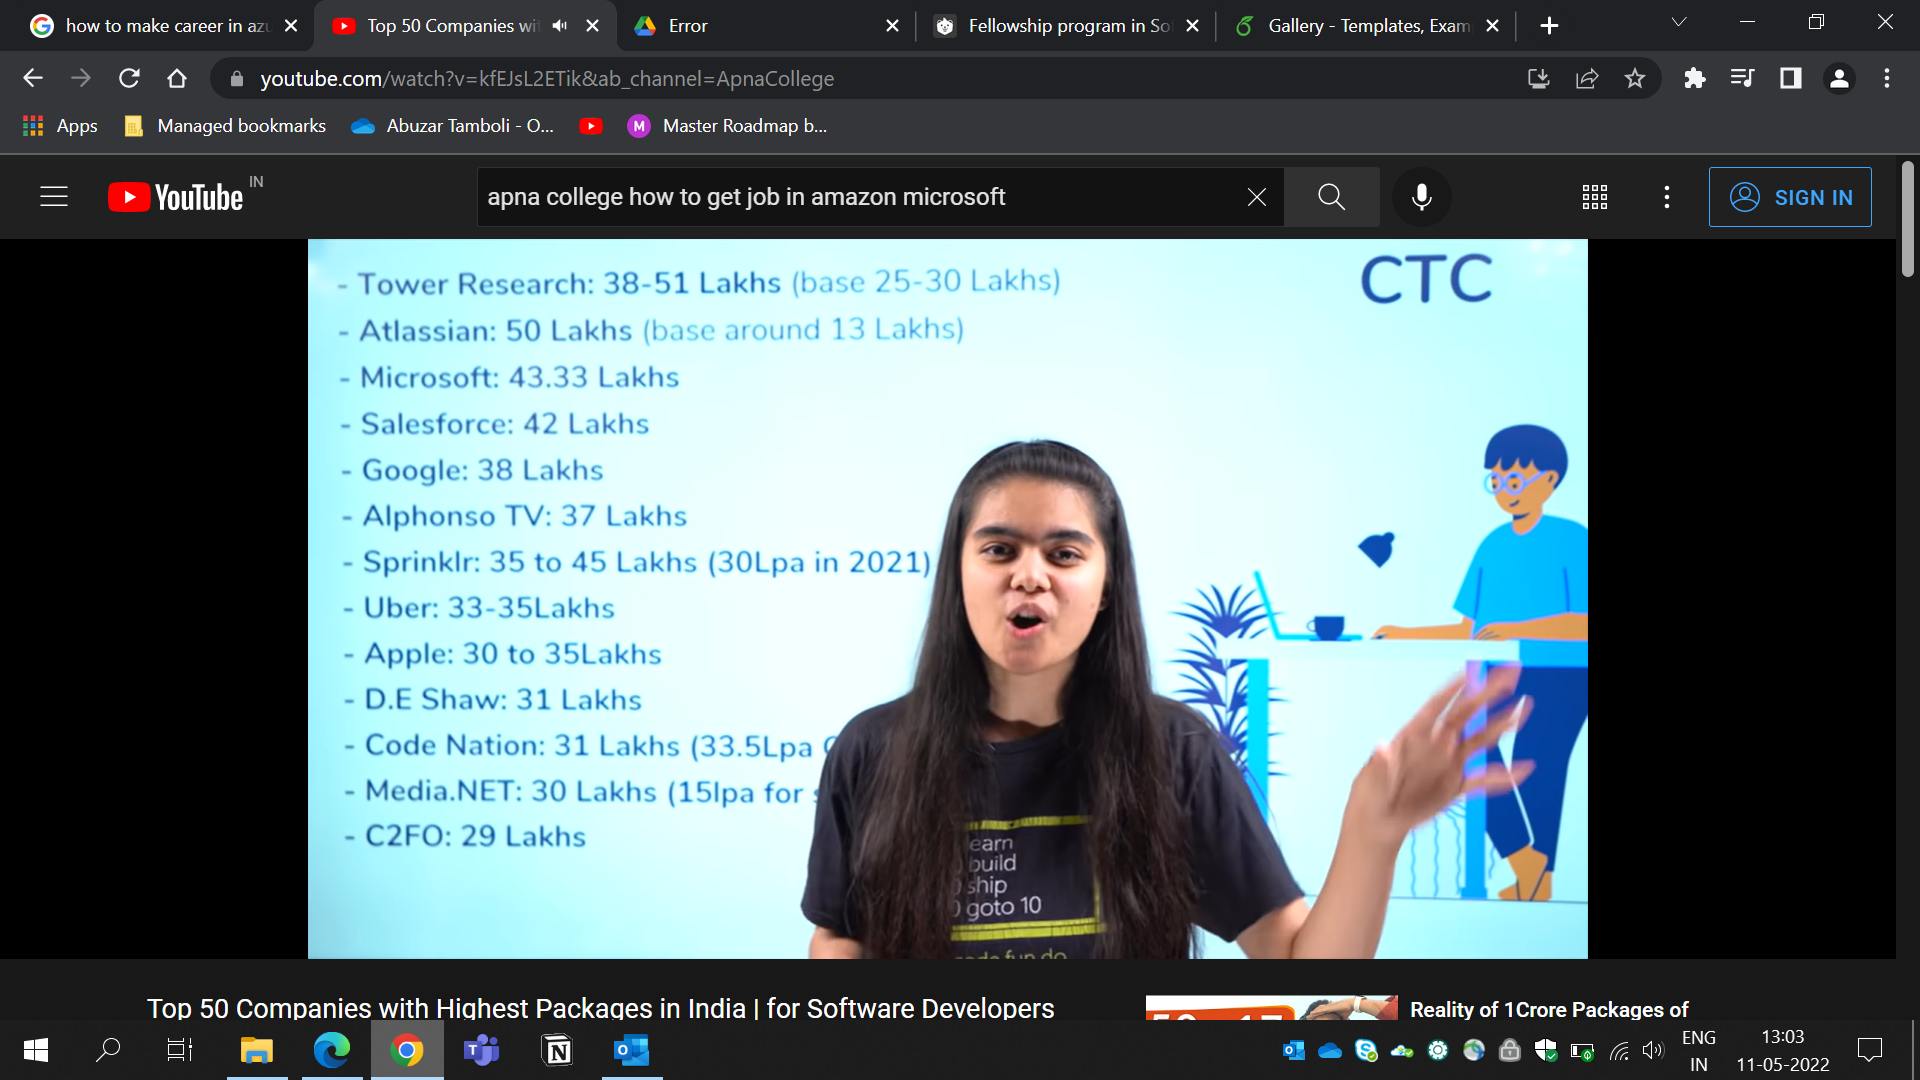 how to make career in azu
Top 50 Companies wit
Error
Fellowship program in So
Gallery - Templates, Exam
youtube.com/watch?v=kfEJsL2ETik&ab_channel=ApnaCollege
Apps
Managed bookmarks
Abuzar Tamboli - O...
M
Master Roadmap b...
YouTube IN
apna college how to get job in amazon microsoft
SIGN IN
CTC
- Tower Research: 38-51 Lakhs (base 25-30 Lakhs)
- Atlassian: 50 Lakhs (base around 13 Lakhs)
- Microsoft: 43.33 Lakhs
- Salesforce: 42 Lakhs
- Google: 38 Lakhs
- Alphonso TV: 37 Lakhs
- Sprinklr: 35 to 45 Lakhs (30Lpa in 2021)
- Uber: 33-35Lakhs
- Apple: 30 to 35Lakhs
- D.E Shaw: 31 Lakhs
- Code Nation: 31 Lakhs (33.5Lpa
- Media.NET: 30 Lakhs (15lpa for
- C2FO: 29 Lakhs
earn
build
ship
goto 10
Top 50 Companies with Highest Packages in India | for Software Developers
Reality of 1Crore Packages of
ENG
IN
13:03
11-05-2022